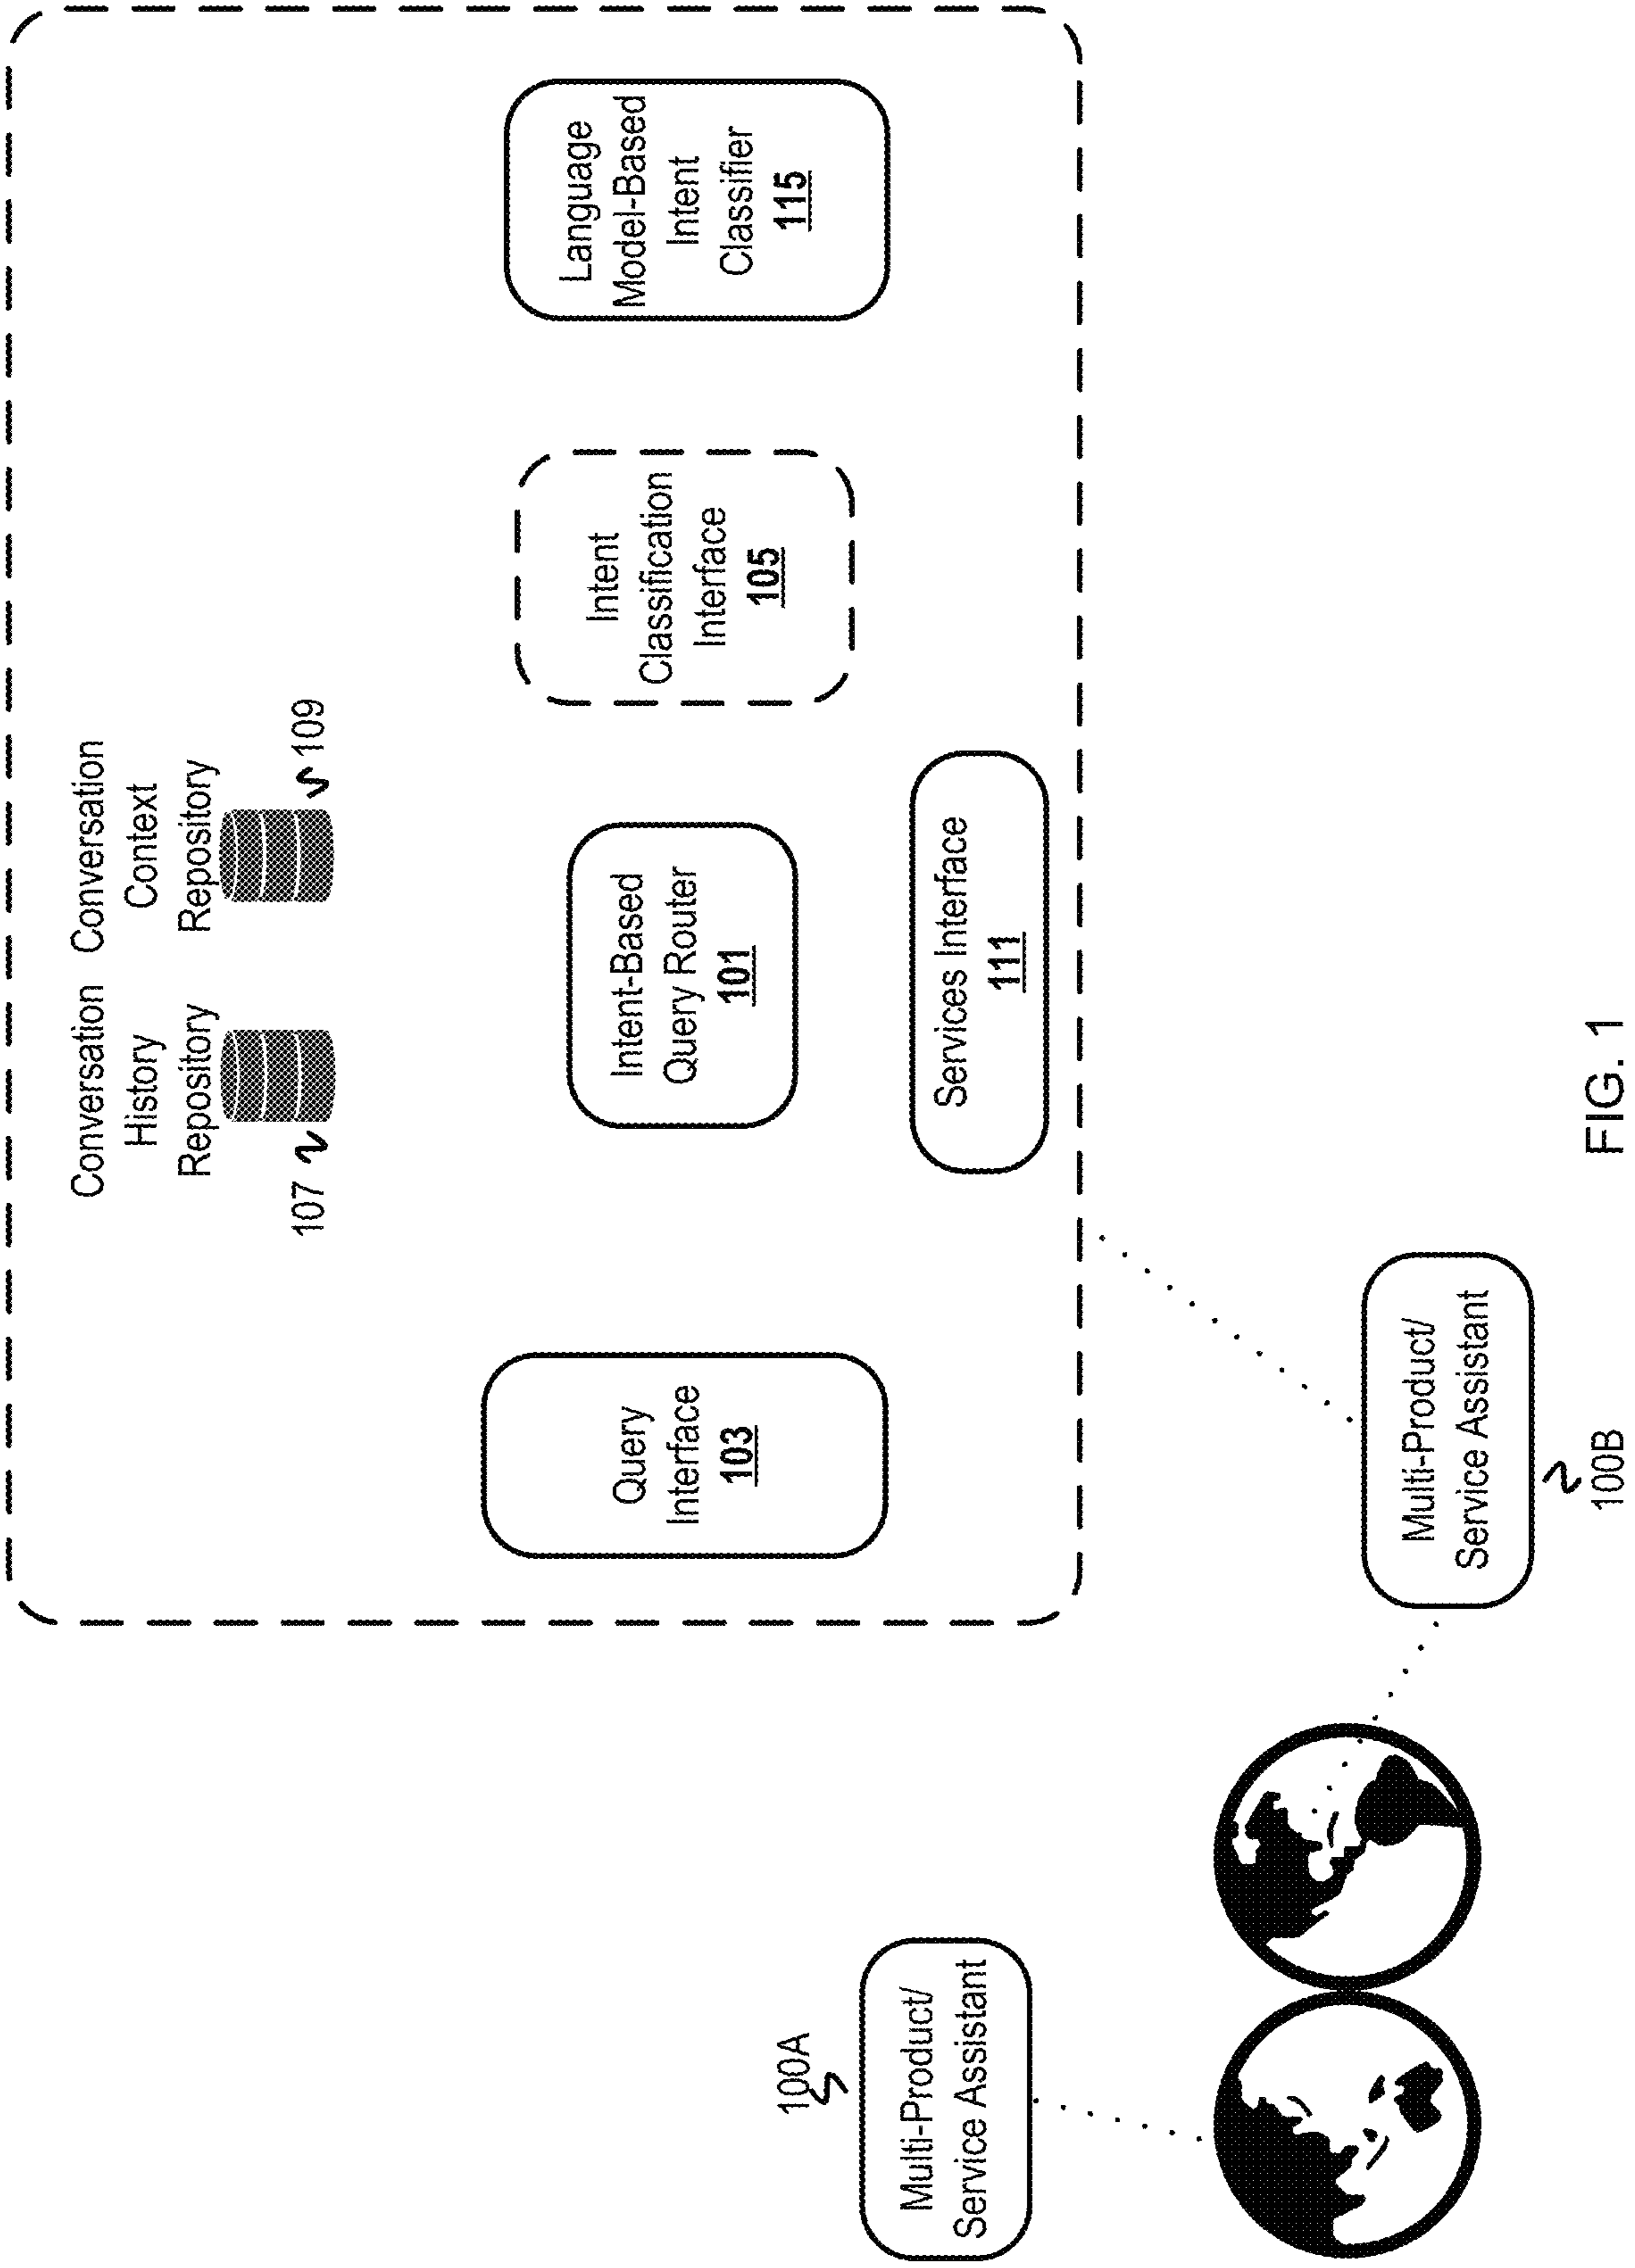 Conversation
History
Repository
107
Conversation
Context
Repository
109
Query
Interface
103
Intent-Based
Query Router
101
Intent
Classification
Interface
105
Language
Model-Based
Intent
Classifier
115
Services Interface
111
100A
Multi-Product/
Service Assistant
Multi-Product/
Service Assistant
100B
FIG. 1